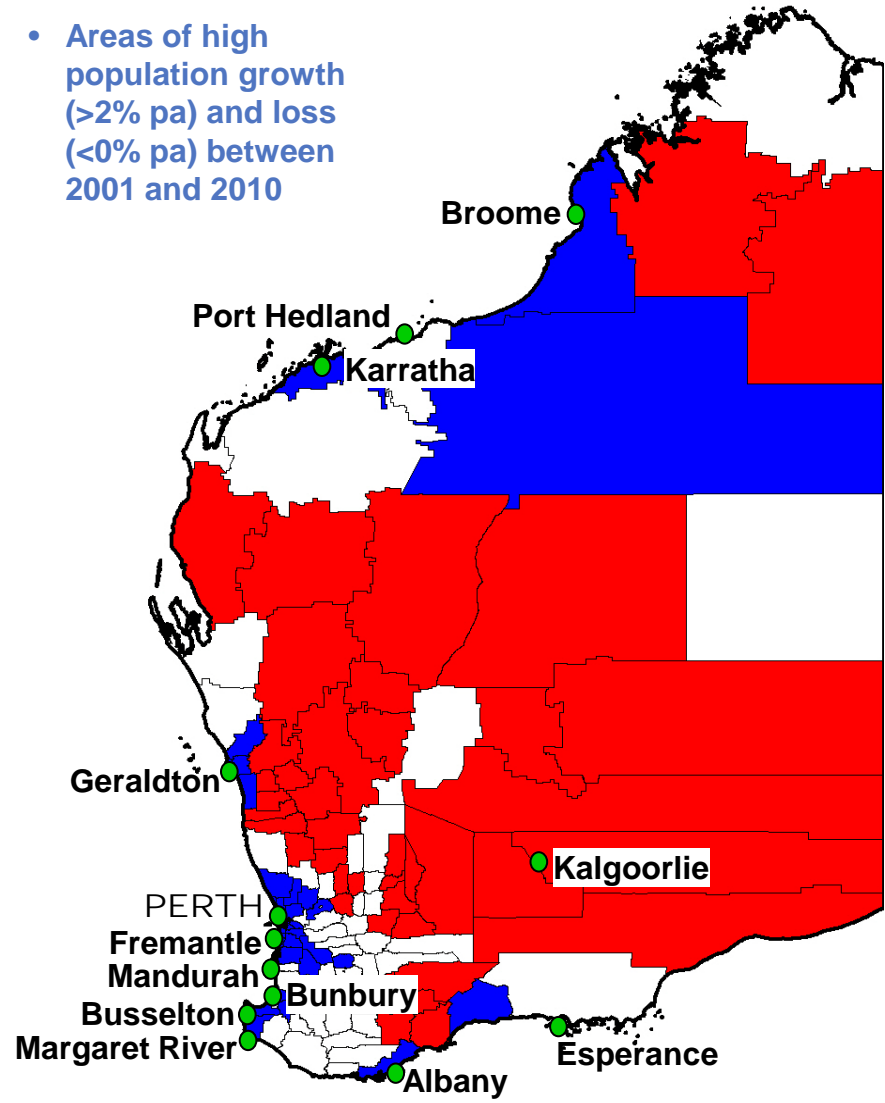 • Areas of high
population growth
(>2% pa) and loss
(<0% pa) between
2001 and 2010
Broome
Port Hedland
Karratha
Geraldton
Kalgoorlie
PERTH
Fremantle
Mandurah
Bunbury
Busselton
Margaret River
Esperance
Albany